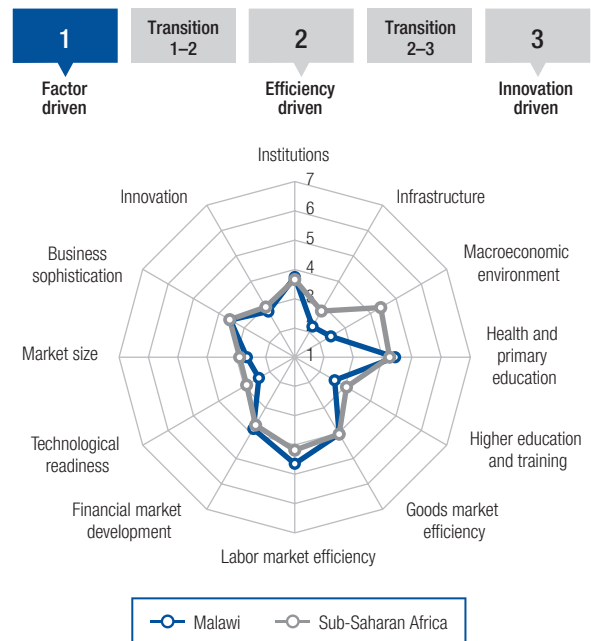 1
Transition
1–2
2
Transition
2–3
3
Factor
driven
Efficiency
driven
Innovation
driven
Institutions
7
Innovation
6
Infrastructure
5
Business
sophistication
4
Macroeconomic
environment
3
Market size
1
Health and
primary
education
Technological
readiness
Higher education
and training
Financial market
development
Goods market
efficiency
Labor market efficiency
Malawi
Sub-Saharan Africa